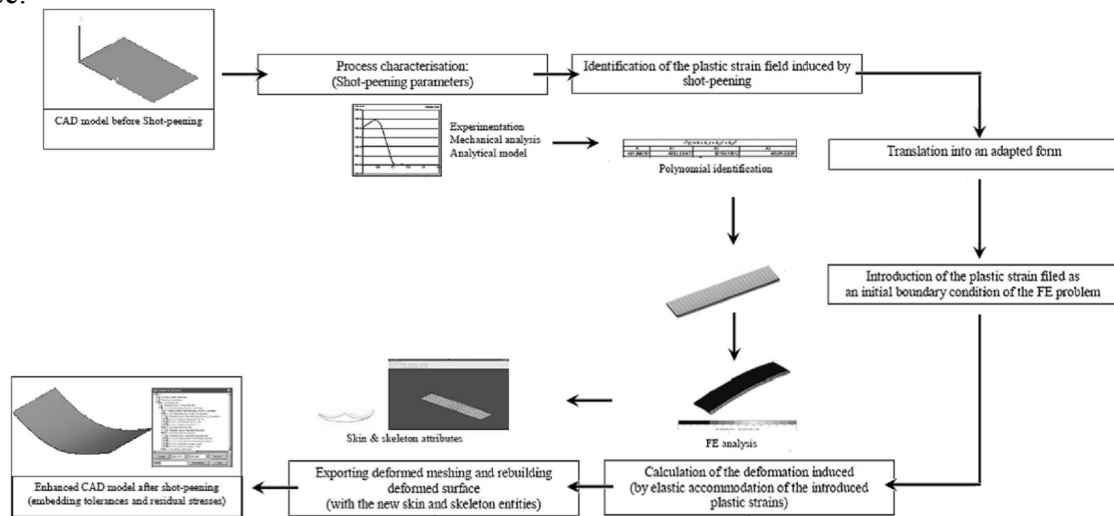 CAD model before Shot-peening
Process characterisation:
(Shot-peening parameters)
Identification of the plastic strain field induced by
shot-peening
Experimentation
Mechanical analysis
Analytical model
Polynomial identification
Translation into an adapted form
Introduction of the plastic strain filed as
an initial boundary condition of the FE problem
FE analysis
Skin & skeleton attributes
Calculation of the deformation induced
(by elastic accommodation of the introduced
plastic strains)
Exporting deformed meshing and rebuilding
deformed surface
(with the new skin and skeleton entities)
Enhanced CAD model after shot-peening
(embedding tolerances and residual stresses)